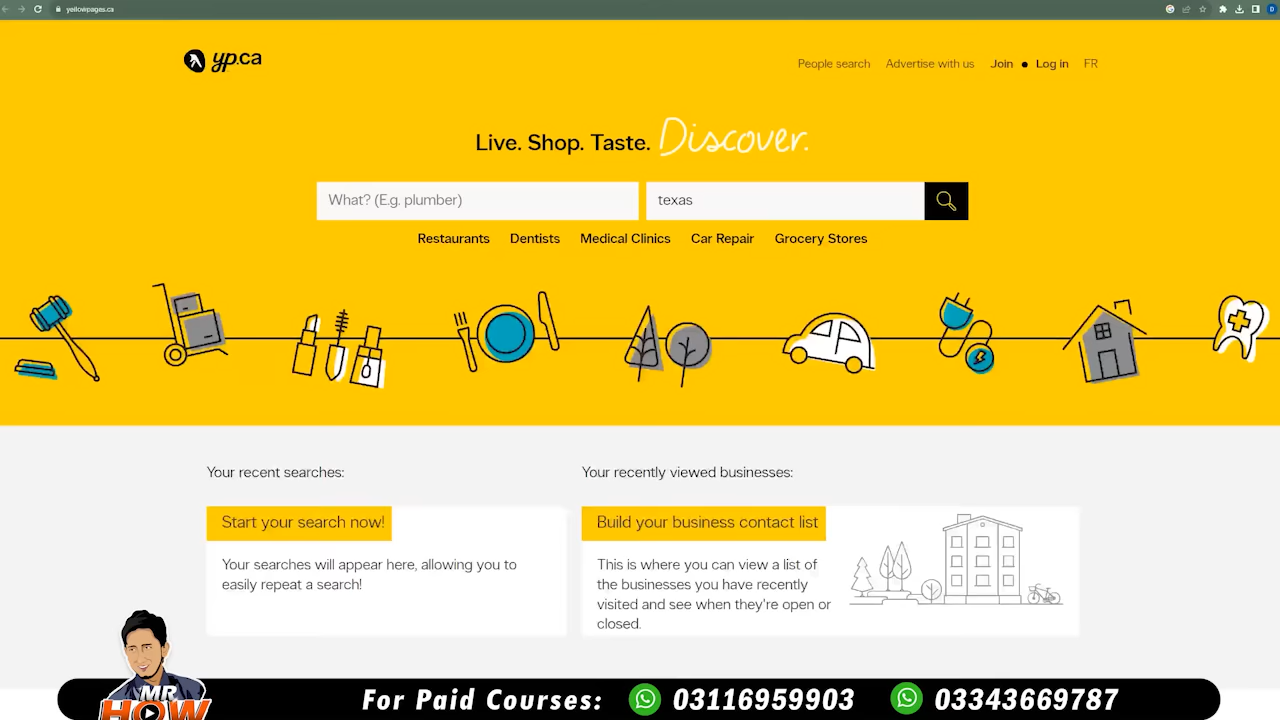 yellowpages.ca
yp.ca
People search Advertise with us Join Log in FR
Live. Shop. Taste. Discover.
What? (E.g. plumber) texas
Restaurants Dentists Medical Clinics Car Repair Grocery Stores
Your recent searches:
Your recently viewed businesses:
Start your search now!
Your searches will appear here, allowing you to
easily repeat a search!
Build your business contact list
This is where you can view a list of
the businesses you have recently
visited and see when they're open or
closed.
MR
HOW
For Paid Courses: 03116959903 03343669787